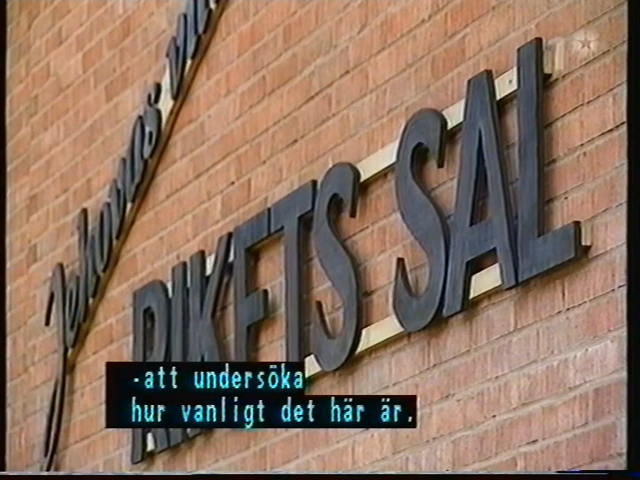 Jehovas
RIKETS SAL
-att undersöka
hur vanligt det här är.